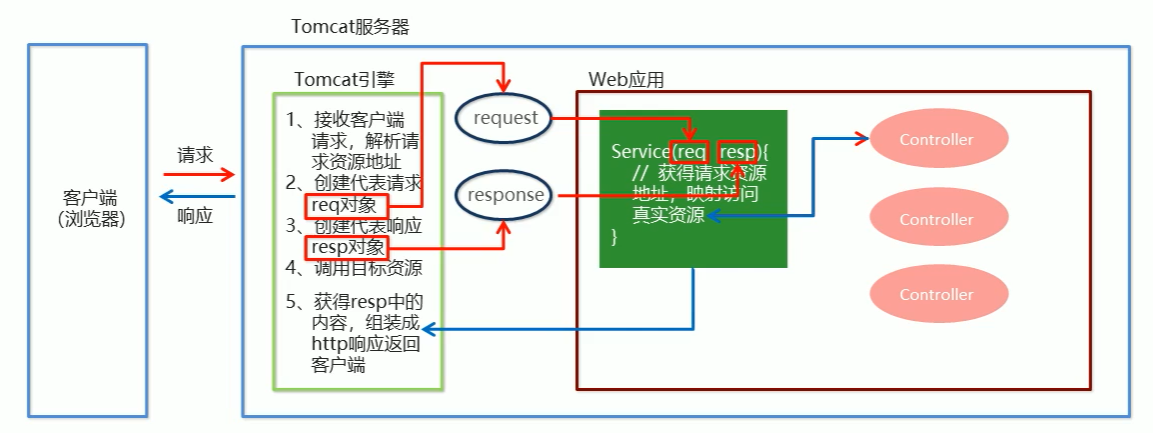 Tomcat服务器
客户端
(浏览器)
请求
响应
Tomcat引擎
1、接收客户端
请求，解析请
求资源地址
2、创建代表请求
req对象
3、创建代表响应
resp对象
4、调用目标资源
5、获得resp中的
内容，组装成
http响应返回
客户端
request
response
Web应用
Service(req resp){
// 获得请求资源
地址，映射访问
真实资源
}
Controller
Controller
Controller